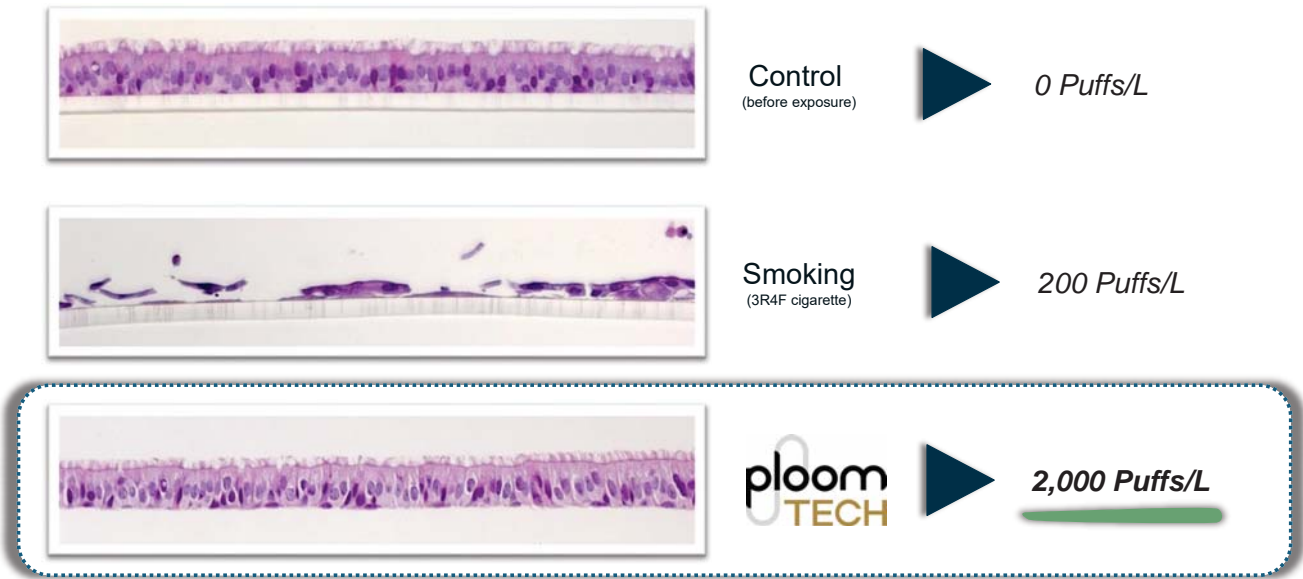 Control
(before exposure)
0 Puffs/L
Smoking
(3R4F cigarette)
200 Puffs/L
ploom
TECH
2,000 Puffs/L